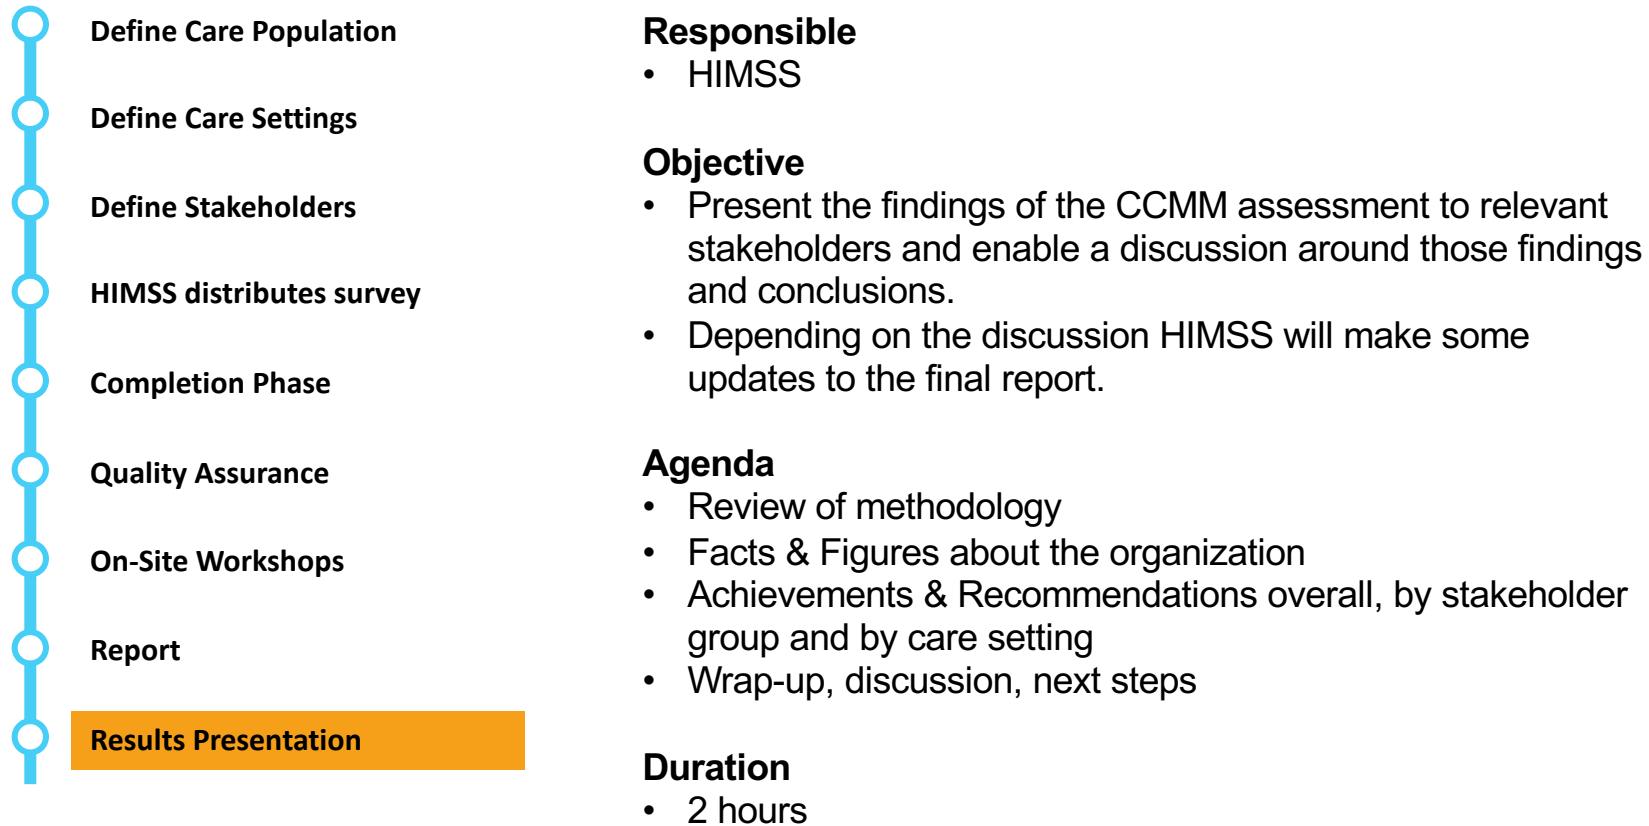 Define Care Population
Define Care Settings
Define Stakeholders
HIMSS distributes survey
Completion Phase
Quality Assurance
On-Site Workshops
Report
Results Presentation
Responsible
• HIMSS
Objective
• Present the findings of the CCMM assessment to relevant
stakeholders and enable a discussion around those findings
and conclusions.
• Depending on the discussion HIMSS will make some
updates to the final report.
Agenda
• Review of methodology
• Facts & Figures about the organization
• Achievements & Recommendations overall, by stakeholder
group and by care setting
• Wrap-up, discussion, next steps
Duration
• 2 hours